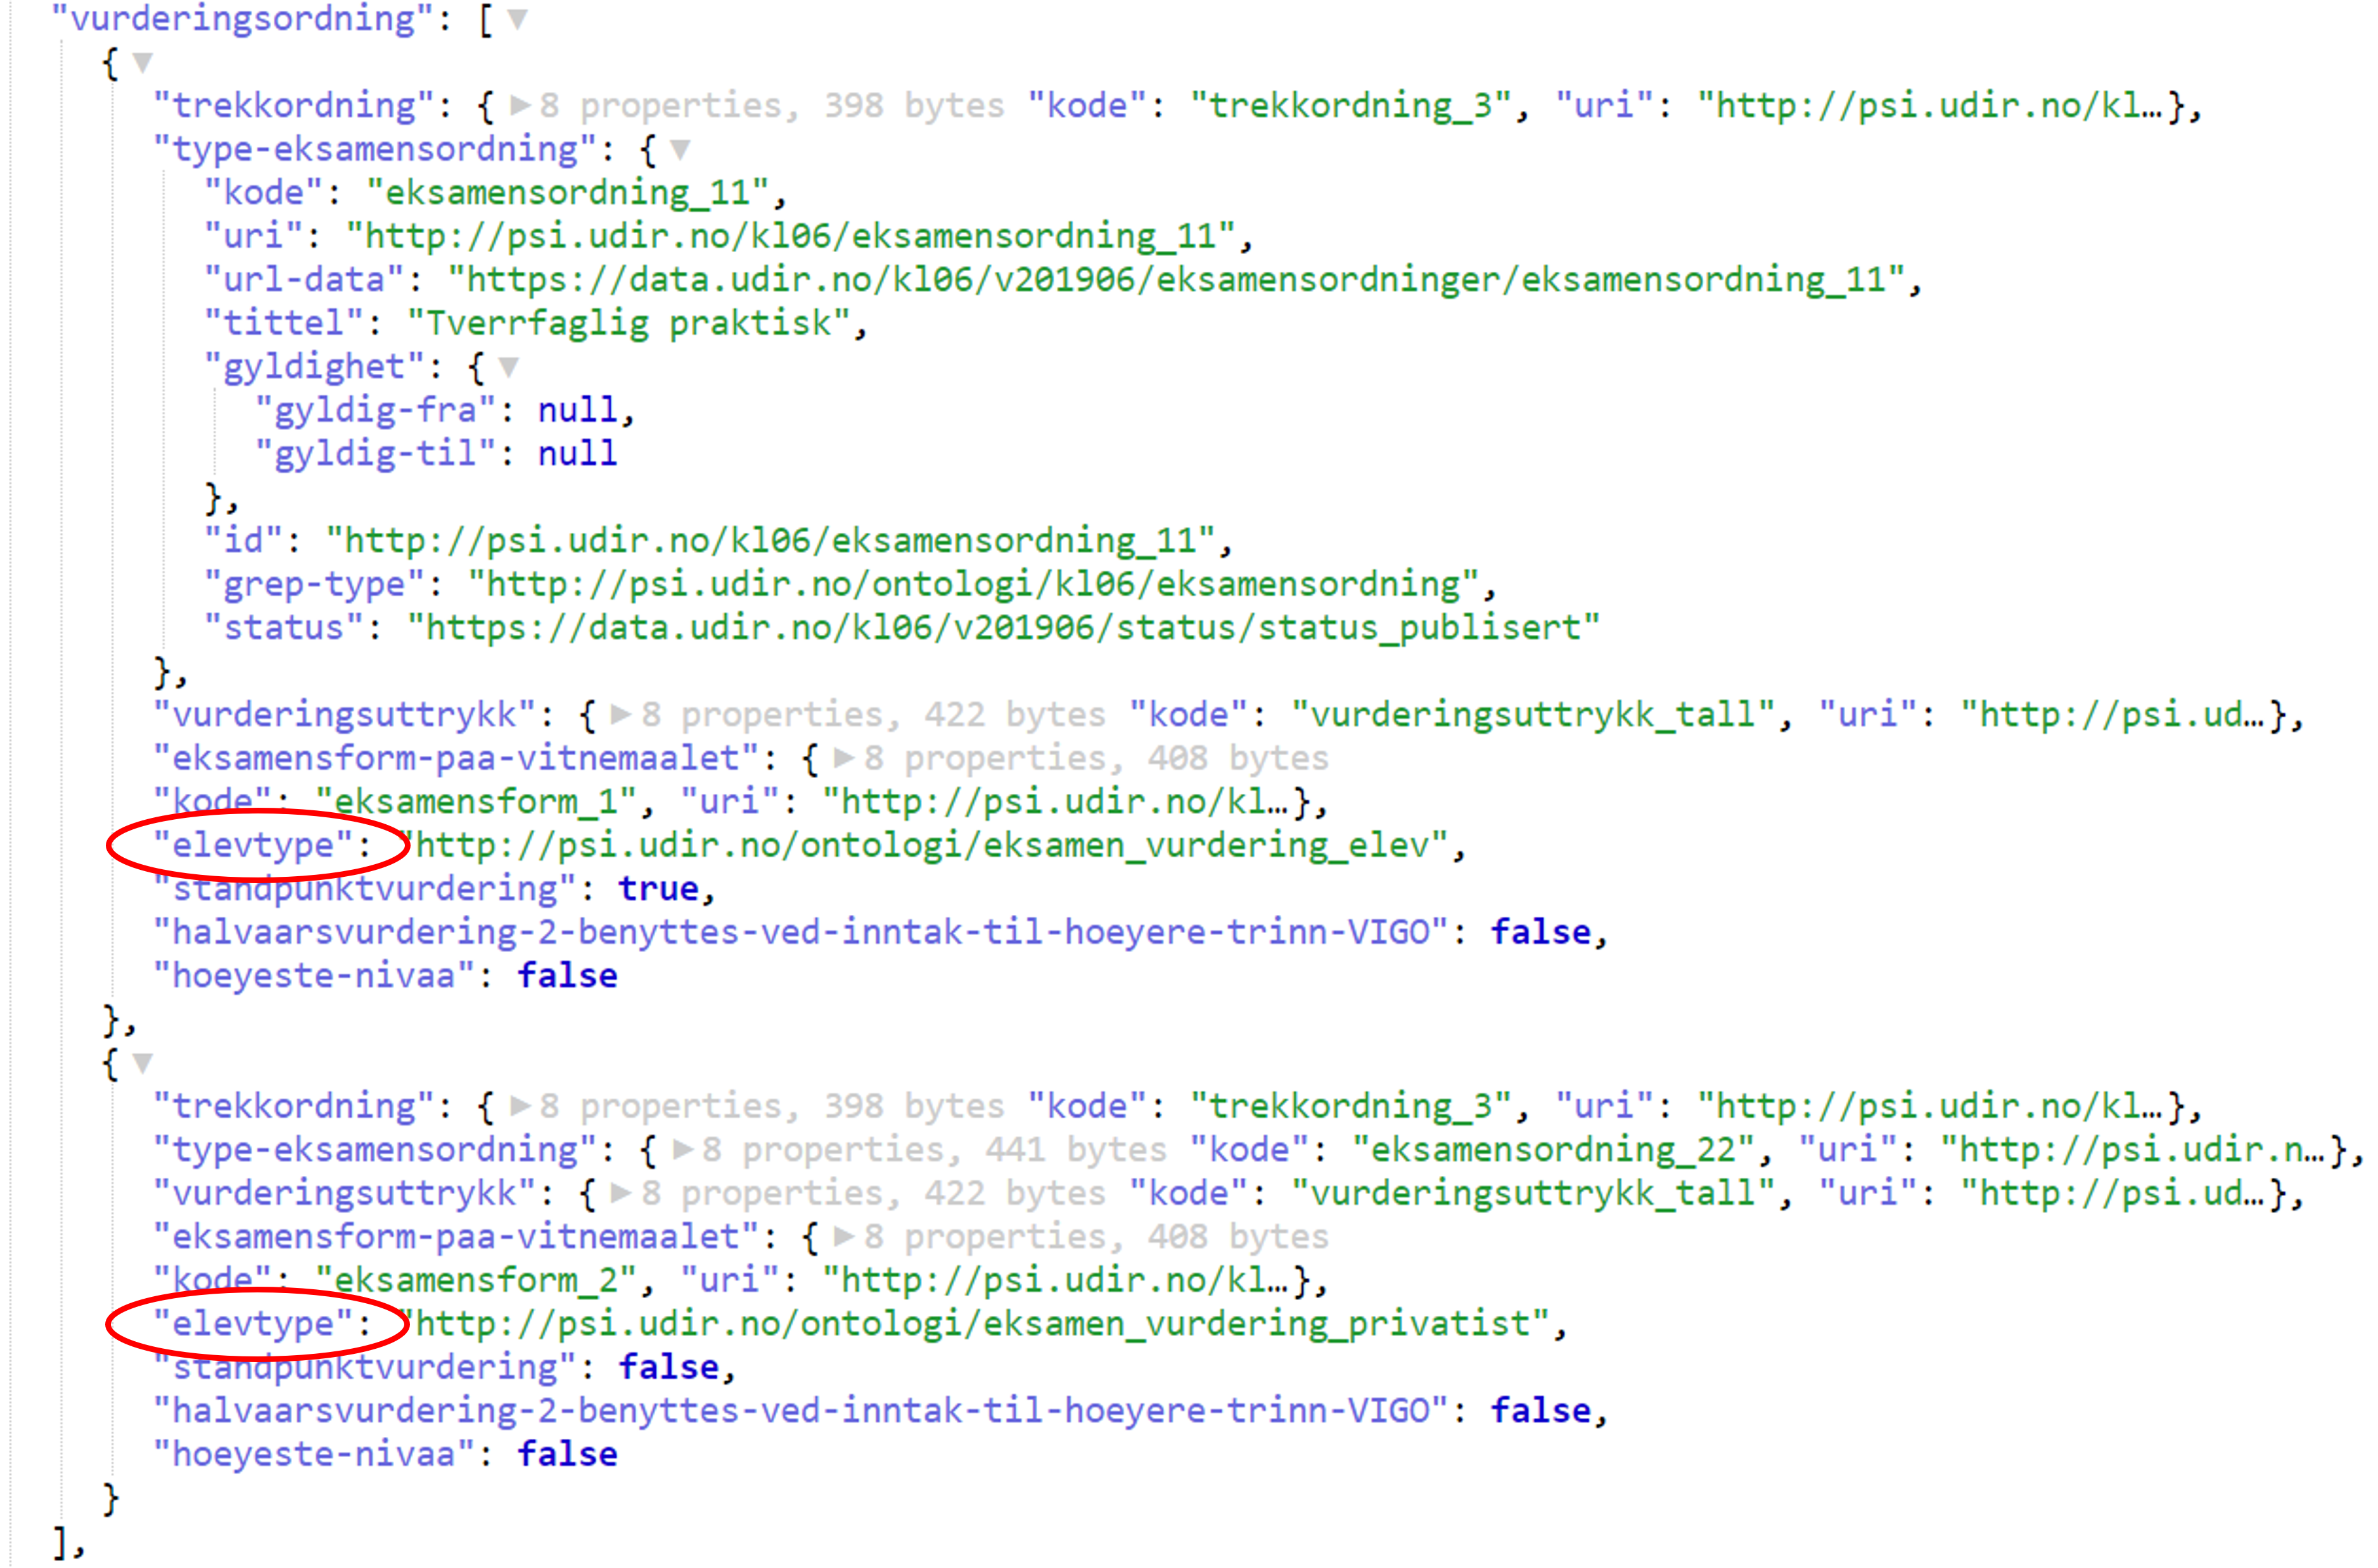 "vurderingsordning": [ ▼
{ ▼
"trekkordning": { ▶8 properties, 398 bytes "kode": "trekkordning_3", "uri": "http://psi.udir.no/kl…},
"type-eksamensordning": { ▼
"kode": "eksamensordning_11",
"uri": "http://psi.udir.no/kl06/eksamensordning_11",
"url-data": "https://data.udir.no/kl06/v201906/eksamensordninger/eksamensordning_11",
"tittel": "Tverrfaglig praktisk",
"gyldighet": { ▼
"gyldig-fra": null,
"gyldig-til": null
},
"id": "http://psi.udir.no/kl06/eksamensordning_11",
"grep-type": "http://psi.udir.no/ontologi/kl06/eksamensordning",
"status": "https://data.udir.no/kl06/v201906/status/status_publisert"
},
"vurderingsuttrykk": { ▶8 properties, 422 bytes "kode": "vurderingsuttrykk_tall", "uri": "http://psi.ud…},
"eksamensform-paa-vitnemaalet": { ▶8 properties, 408 bytes
"kode": "eksamensform_1", "uri": "http://psi.udir.no/kl…},
"elevtype": "http://psi.udir.no/ontologi/eksamen_vurdering_elev",
"standpunktvurdering": true,
"halvaarsvurdering-2-benyttes-ved-inntak-til-hoeyere-trinn-VIGO": false,
"hoeyeste-nivaa": false
},
{ ▼
"trekkordning": { ▶8 properties, 398 bytes "kode": "trekkordning_3", "uri": "http://psi.udir.no/kl…},
"type-eksamensordning": { ▶8 properties, 441 bytes "kode": "eksamensordning_22", "uri": "http://psi.udir.n…},
"vurderingsuttrykk": { ▶8 properties, 422 bytes "kode": "vurderingsuttrykk_tall", "uri": "http://psi.ud…},
"eksamensform-paa-vitnemaalet": { ▶8 properties, 408 bytes
"kode": "eksamensform_2", "uri": "http://psi.udir.no/kl…},
"elevtype": "http://psi.udir.no/ontologi/eksamen_vurdering_privatist",
"standpunktvurdering": false,
"halvaarsvurdering-2-benyttes-ved-inntak-til-hoeyere-trinn-VIGO": false,
"hoeyeste-nivaa": false
}
],